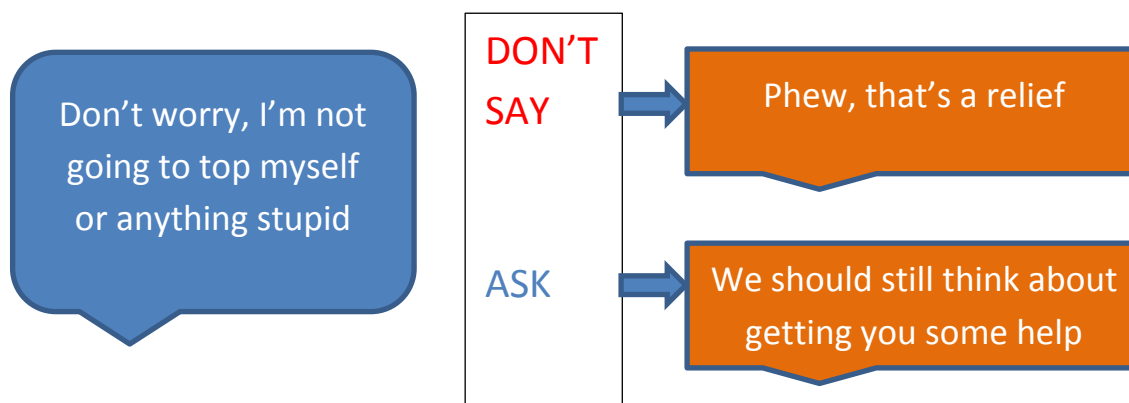 Don’t worry, I’m not
going to top myself
or anything stupid
DON’T
SAY
Phew, that’s a relief
ASK
We should still think about
getting you some help